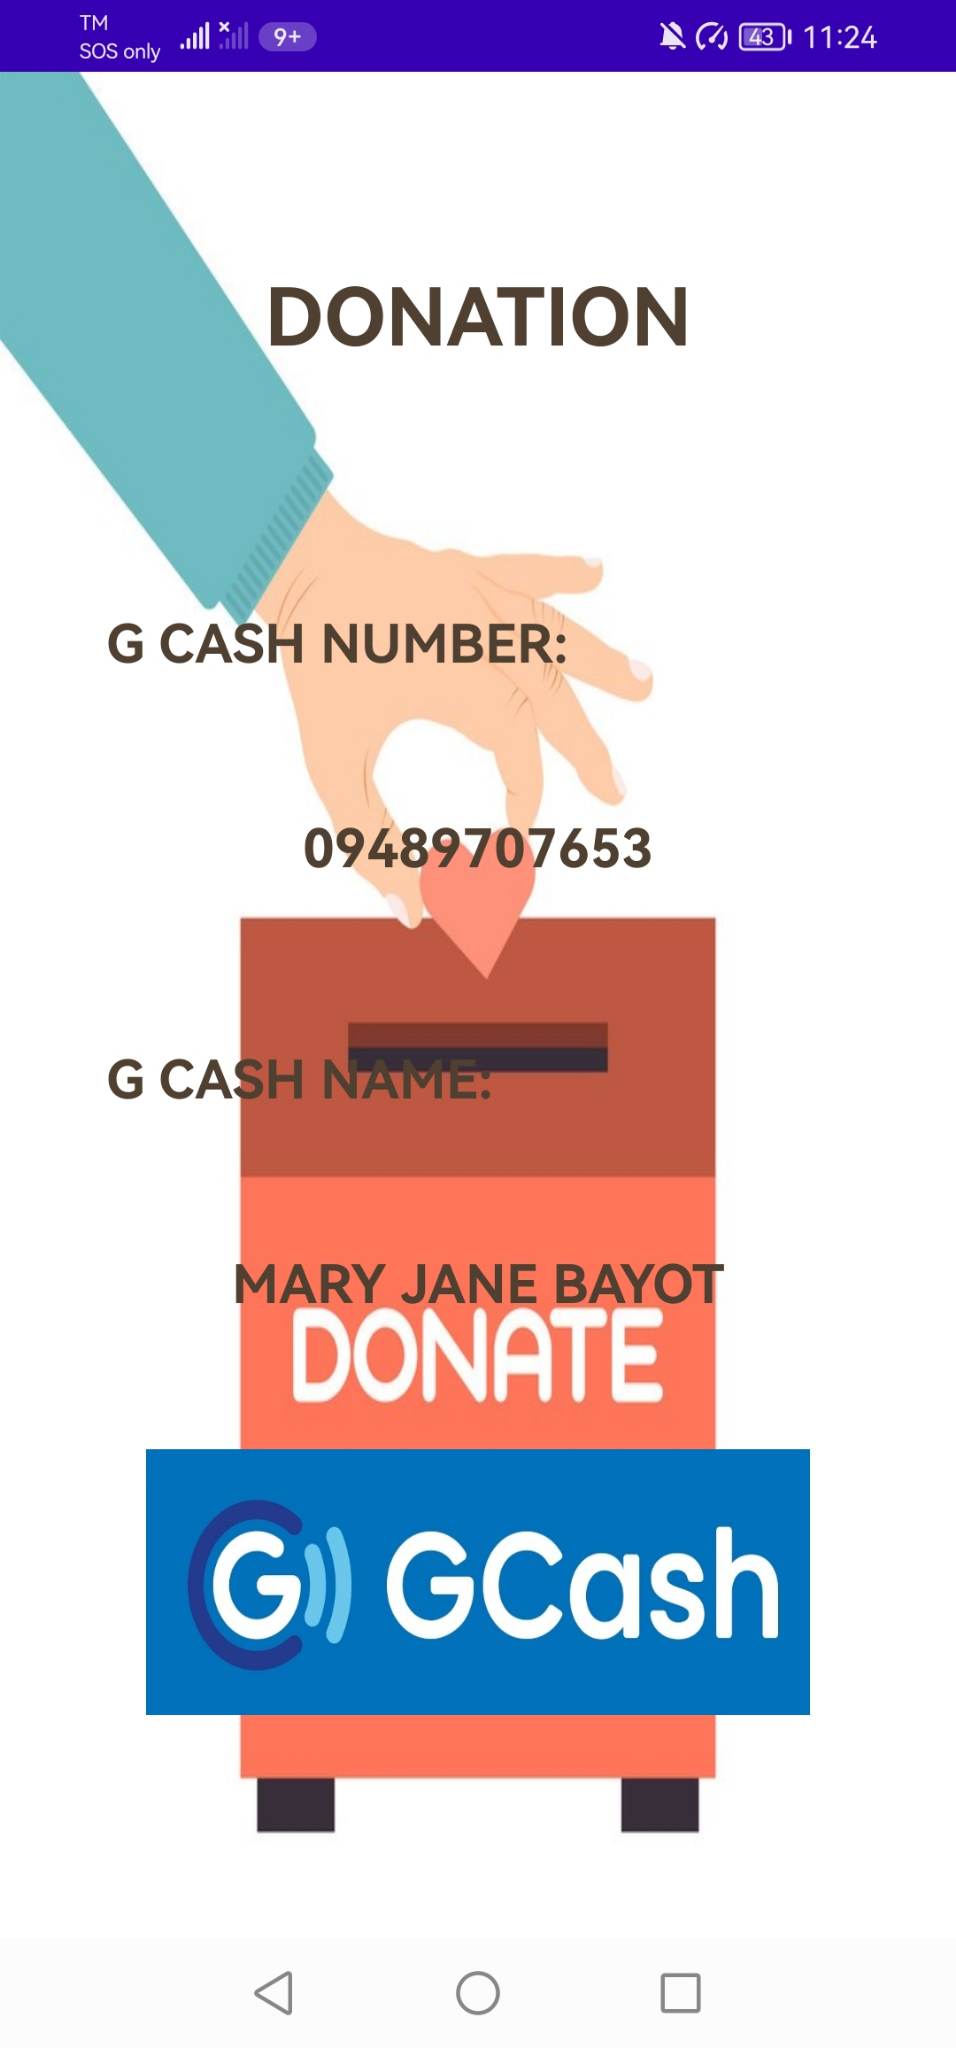 TM
SOS only
9+
43
11:24
DONATION
G CASH NUMBER:
09489707653
G CASH NAME:
MARY JANE BAYOT
DONATE
G GCash